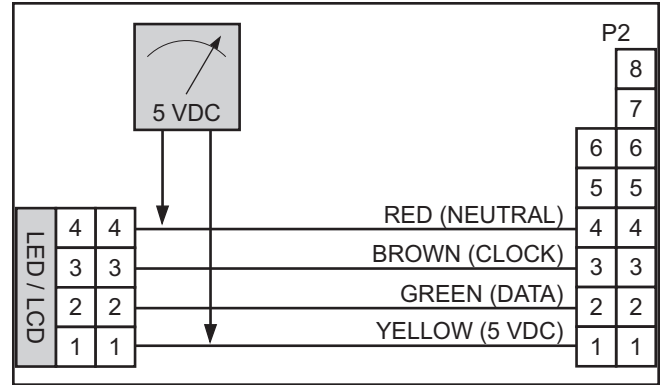 P2
8
7
5 VDC
6 6
5 5
4 4 RED (NEUTRAL) 4 4
3 3 BROWN (CLOCK) 3 3
2 2 GREEN (DATA) 2 2
1 1 YELLOW (5 VDC) 1 1
LED / LCD